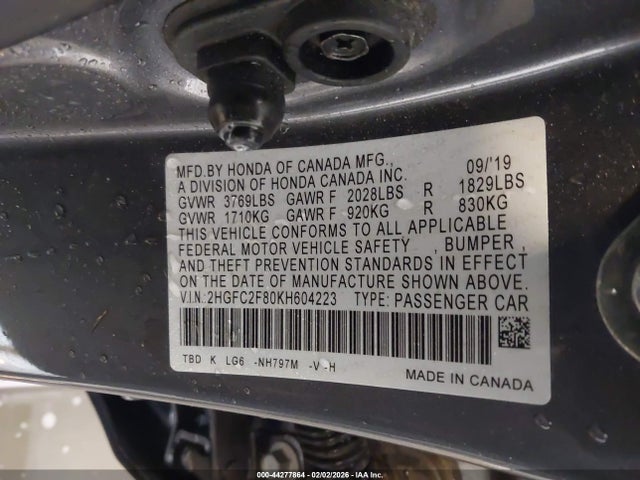 MFD.BY HONDA OF CANADA MFG., 09/'19
A DIVISION OF HONDA CANADA INC.
GVWR 3769LBS GAWR F 2028LBS R 1829LBS
GVWR 1710KG GAWR F 920KG R 830KG
THIS VEHICLE CONFORMS TO ALL APPLICABLE
FEDERAL MOTOR VEHICLE SAFETY , BUMPER ,
AND THEFT PREVENTION STANDARDS IN EFFECT
ON THE DATE OF MANUFACTURE SHOWN ABOVE.
V.I.N: 2HGFC2F80KH604223 TYPE: PASSENGER CAR
TBD K LG6 -NH797M -V -H
MADE IN CANADA
000-44277864 | 02/02/2026 - IAA Inc.